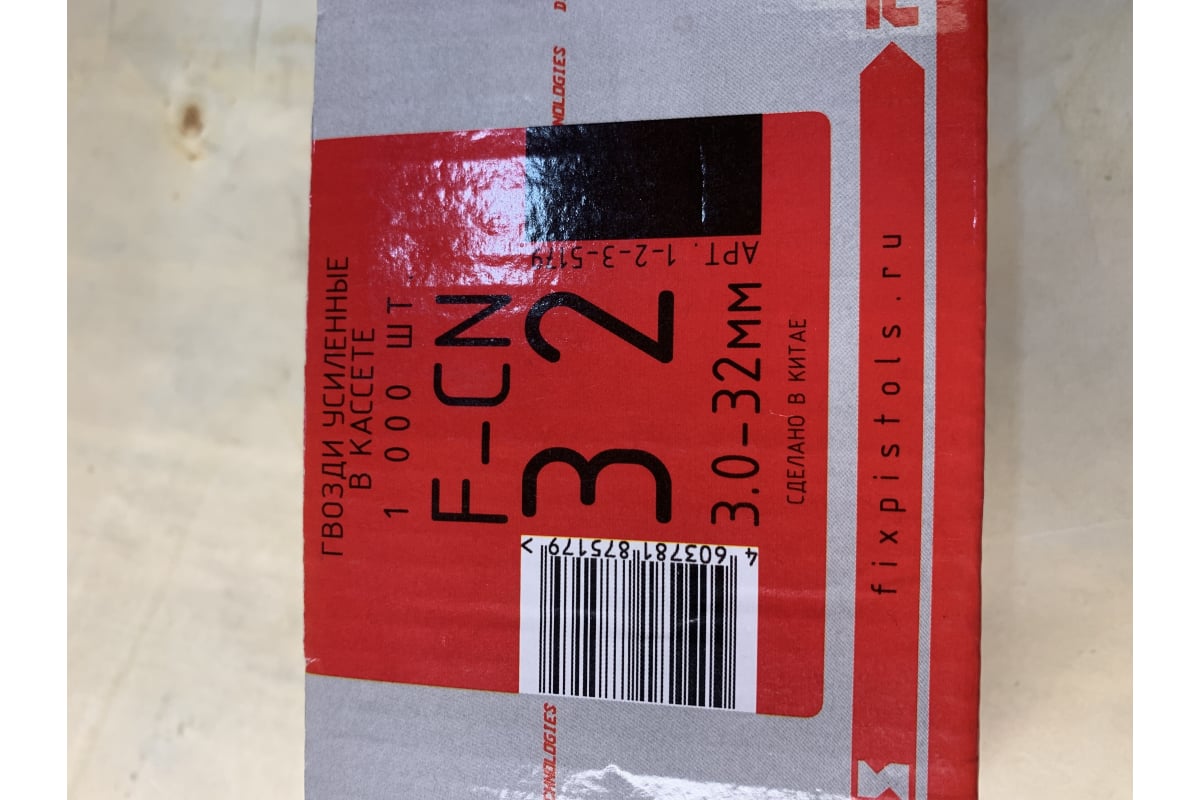 ГВОЗДИ УСИЛЕННЫЕ
В КАССЕТЕ
1 000 ШТ.
F-CN
32
3.0-32мм
СДЕЛАНО В КИТАЕ
АРТ. 1-2-3-5179
4 603781 875179 >
fixpistols.ru